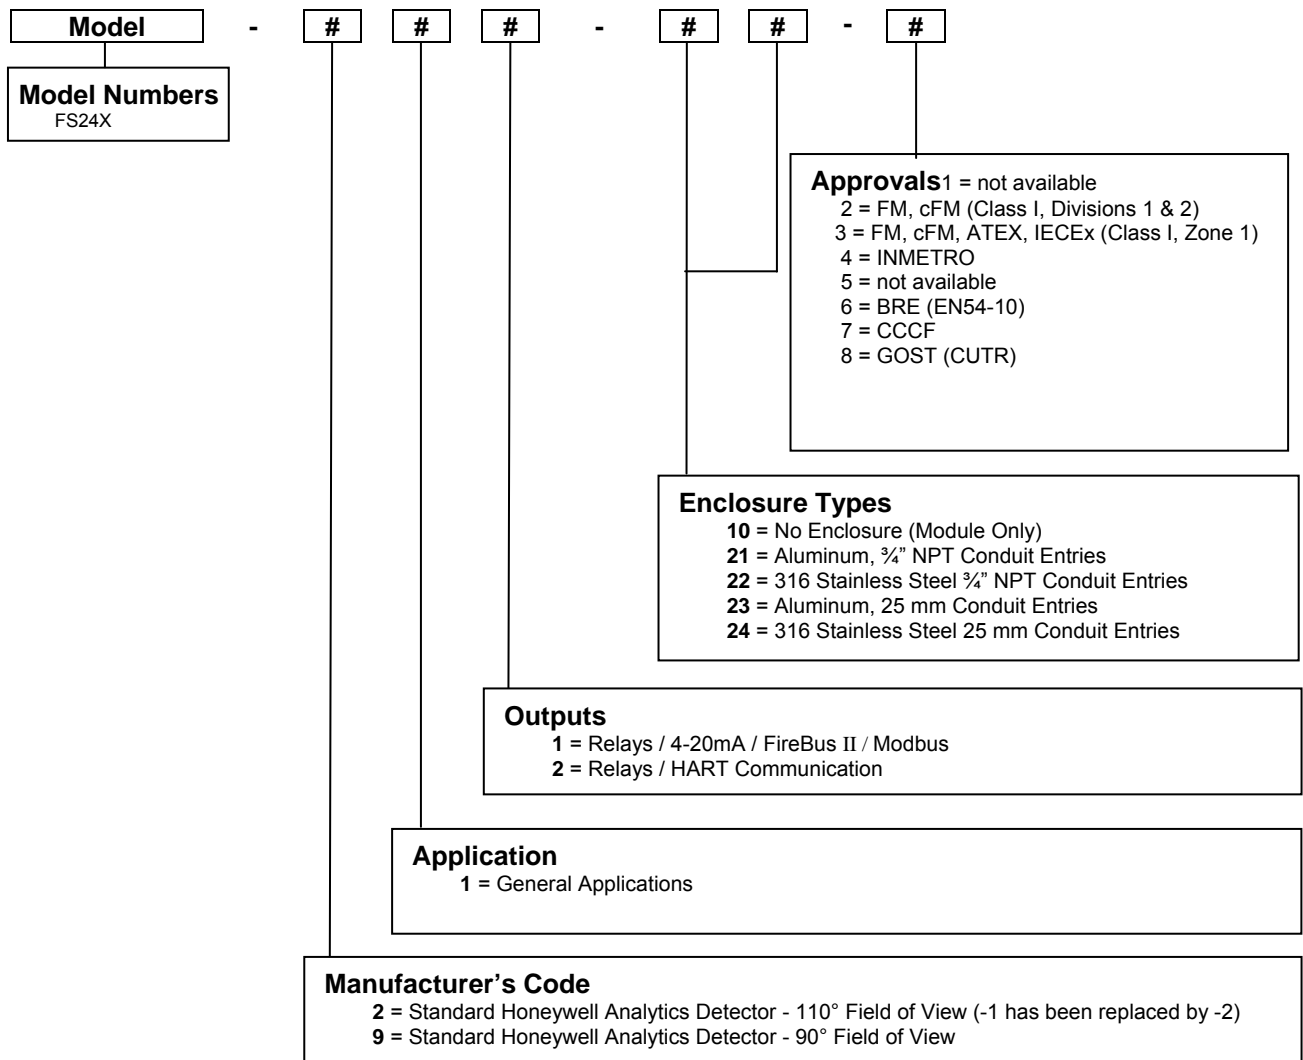 Model - # # # - # # - #
Model Numbers
FS24X
Approvals1 = not available
2 = FM, cFM (Class I, Divisions 1 & 2)
3 = FM, cFM, ATEX, IECEx (Class I, Zone 1)
4 = INMETRO
5 = not available
6 = BRE (EN54-10)
7 = CCCF
8 = GOST (CUTR)
Enclosure Types
10 = No Enclosure (Module Only)
21 = Aluminum, ¾” NPT Conduit Entries
22 = 316 Stainless Steel ¾” NPT Conduit Entries
23 = Aluminum, 25 mm Conduit Entries
24 = 316 Stainless Steel 25 mm Conduit Entries
Outputs
1 = Relays / 4-20mA / FireBus II / Modbus
2 = Relays / HART Communication
Application
1 = General Applications
Manufacturer’s Code
2 = Standard Honeywell Analytics Detector - 110° Field of View (-1 has been replaced by -2)
9 = Standard Honeywell Analytics Detector - 90° Field of View